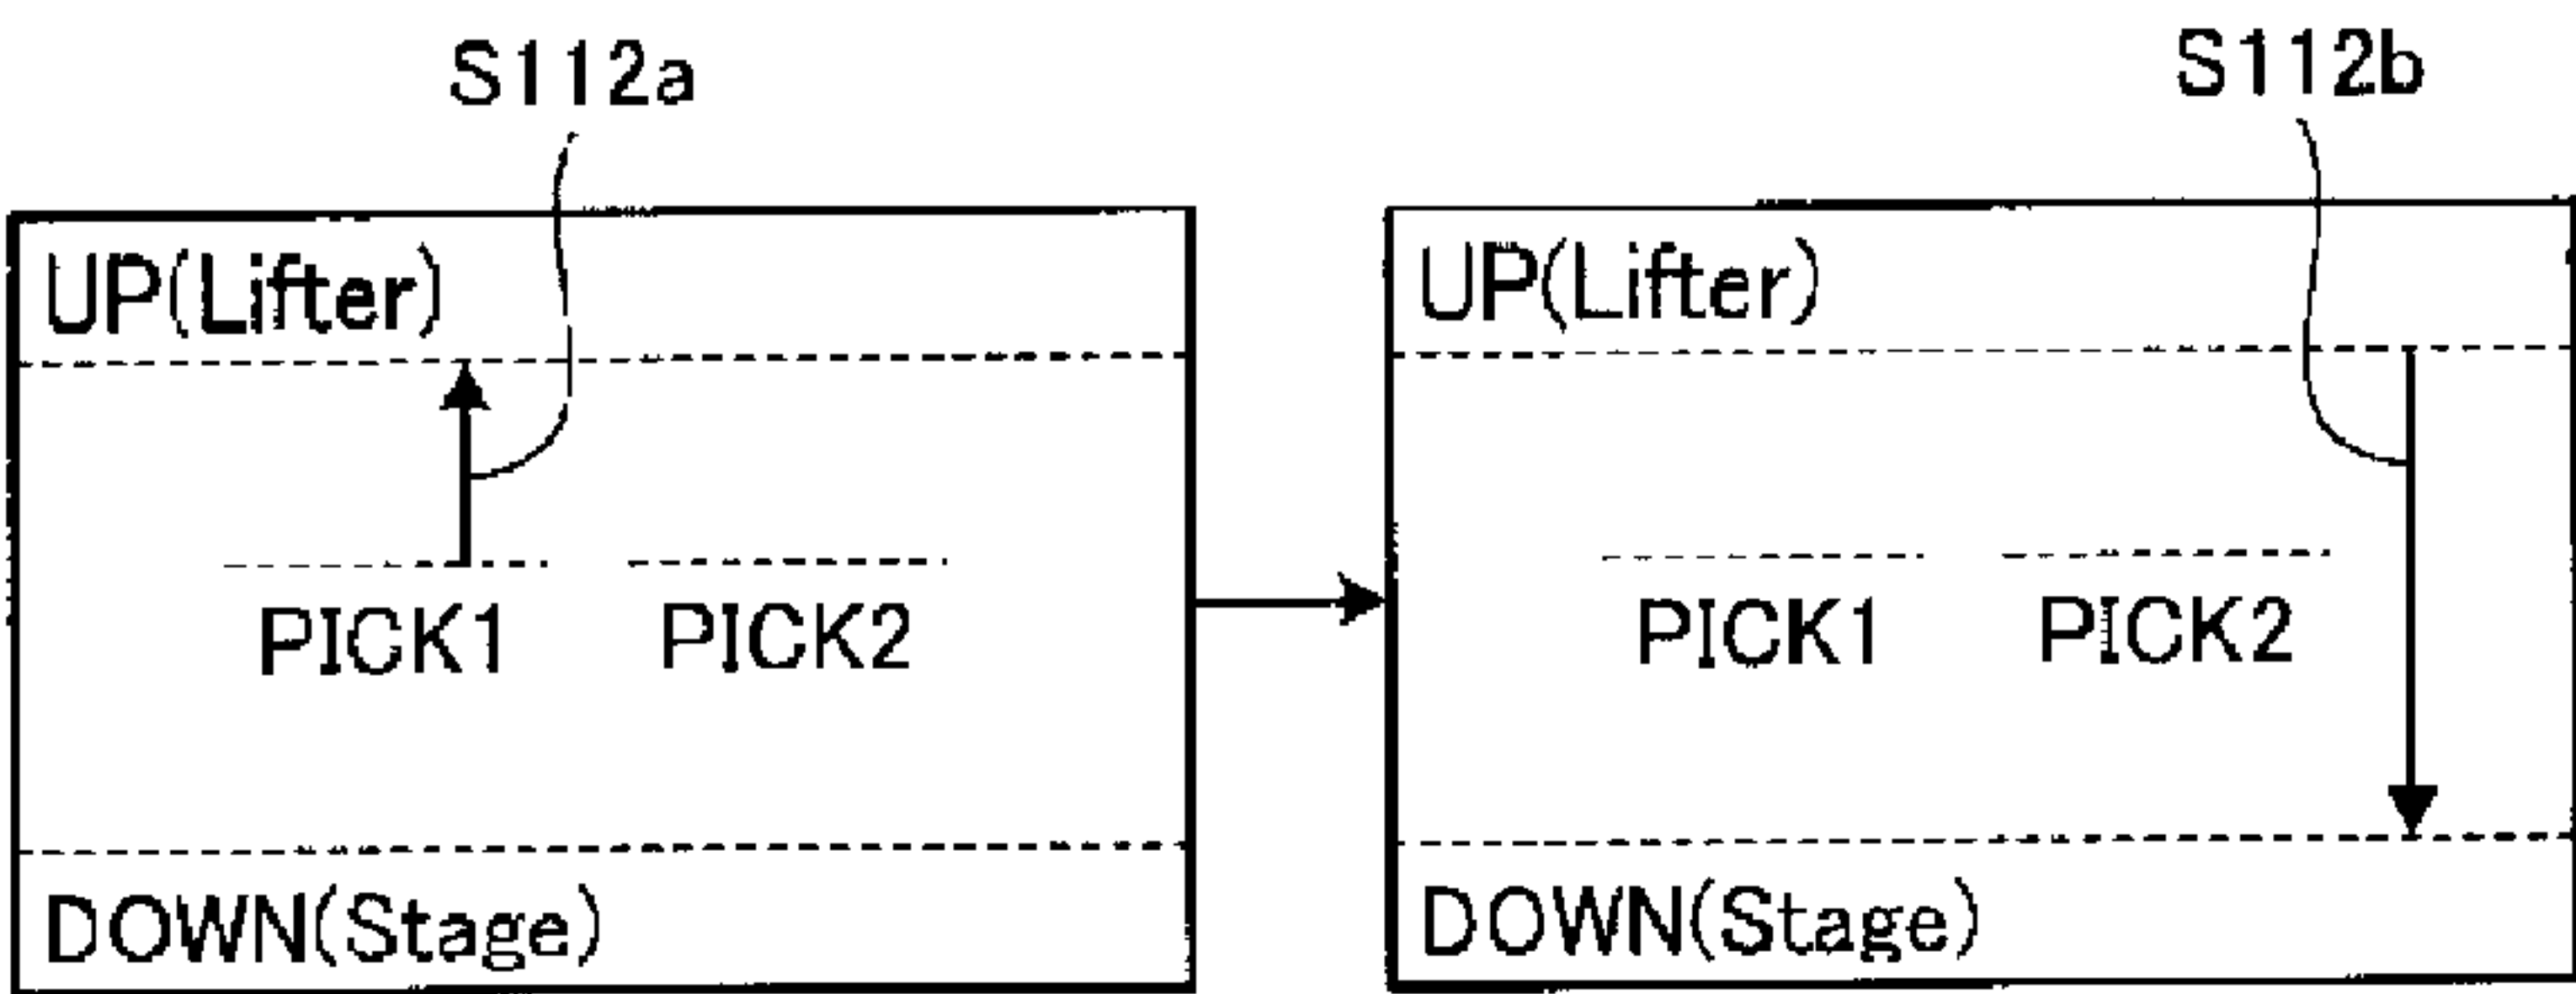 S112a
S112b
UP(Lifter)
UP(Lifter)
PICK1
PICK2
PICK1
PICK2
DOWN(Stage)
DOWN(Stage)